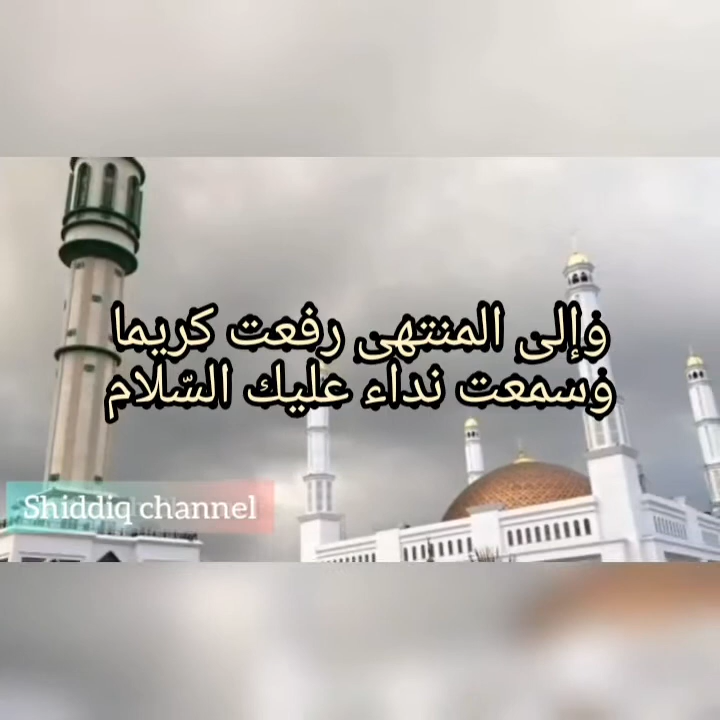 وإلى المنتهى رفعت كريما
وسمعت نداء عليك السّلام
Shiddiq channel